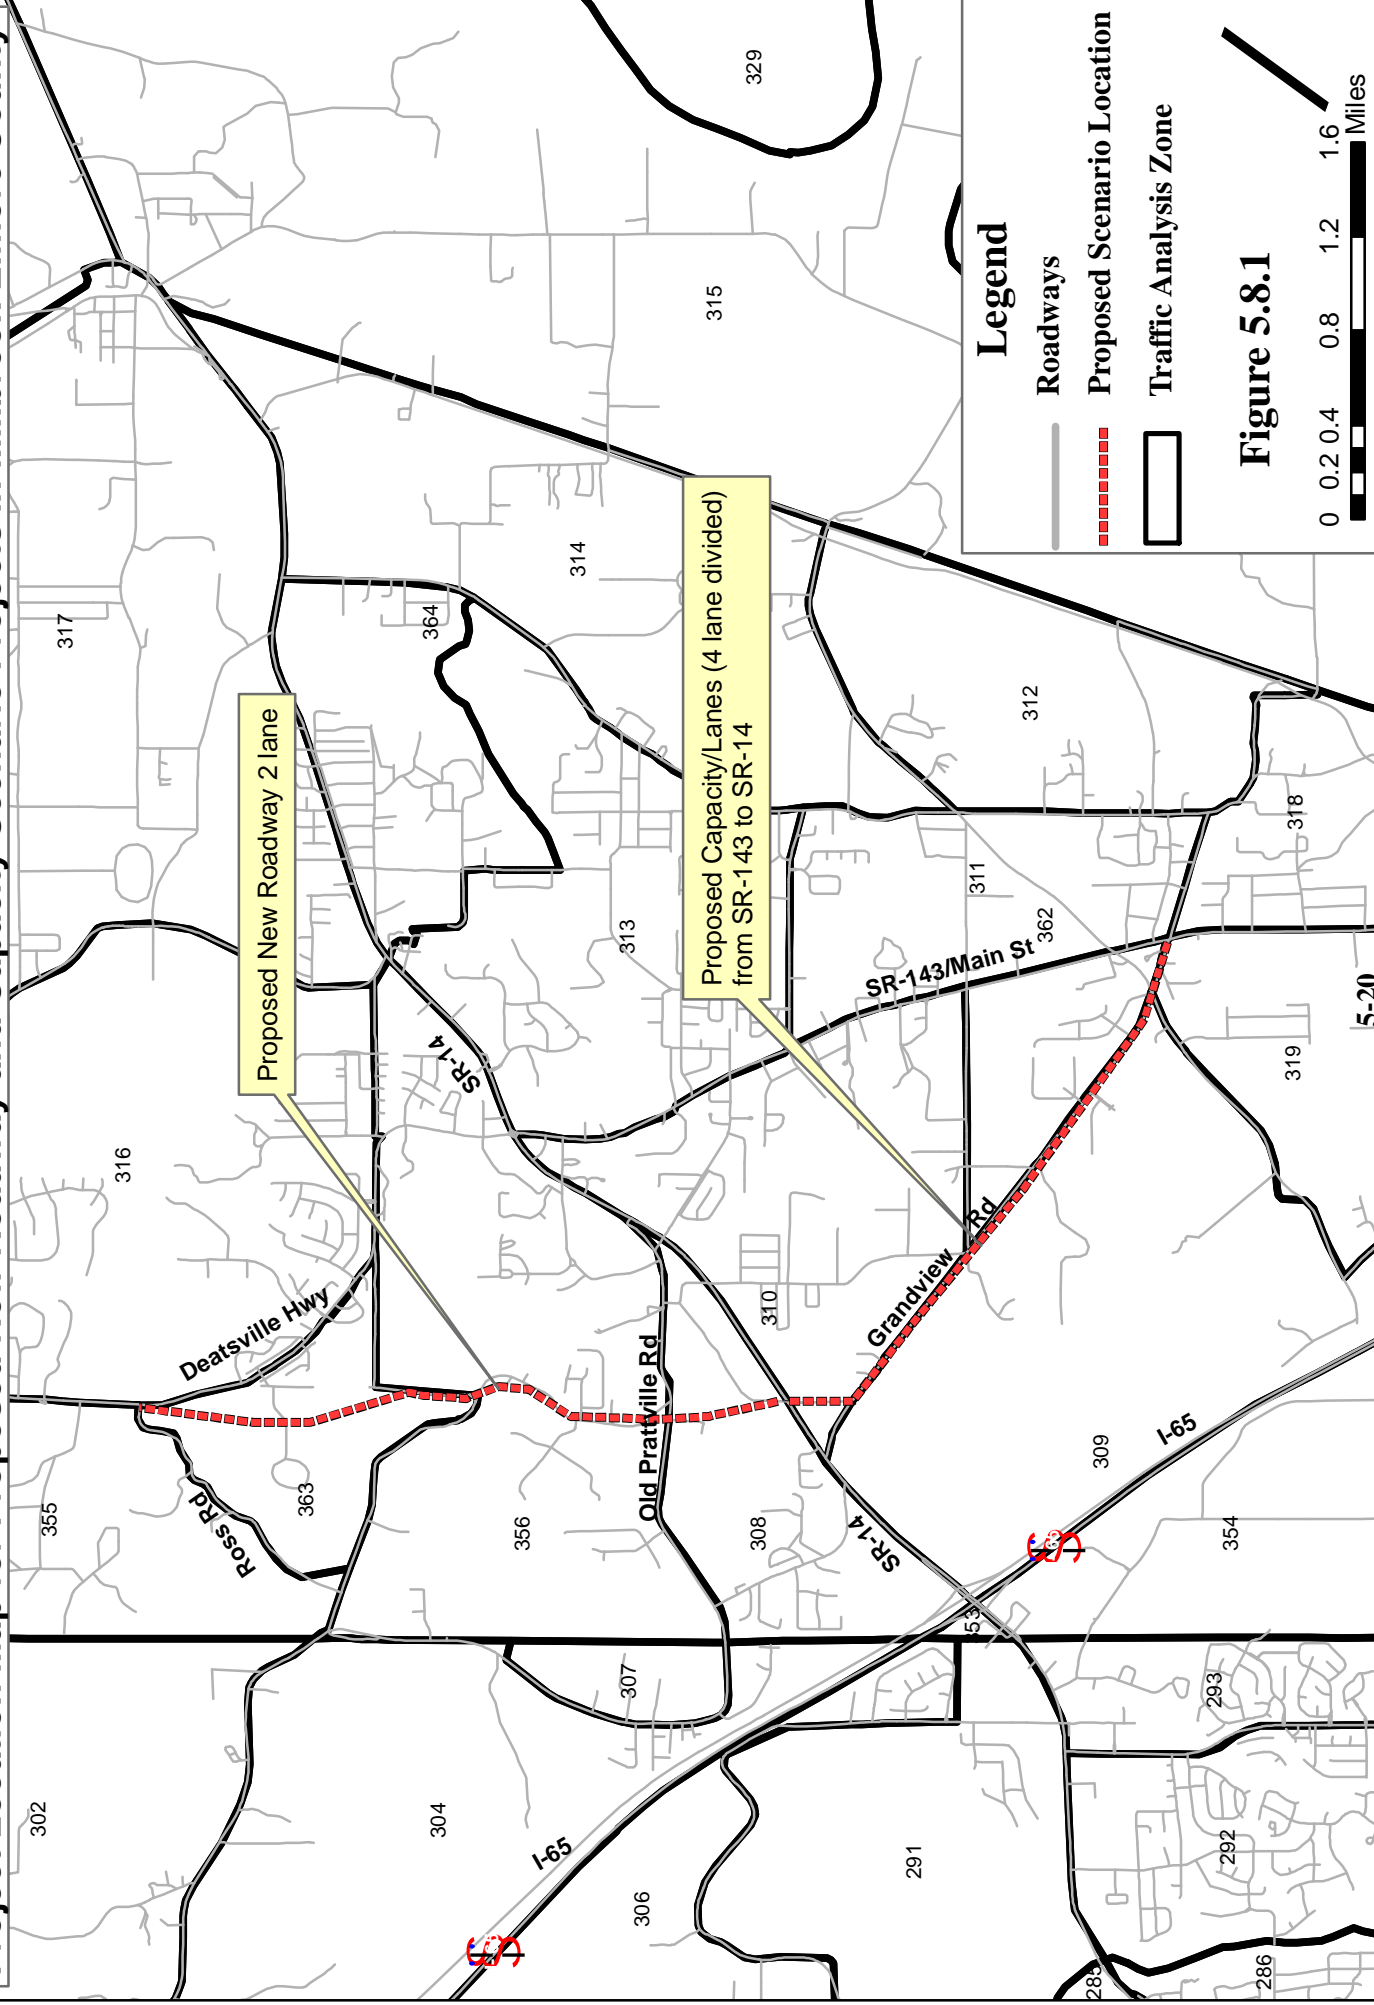 Proposed New Roadway 2 lane
Proposed Capacity/Lanes (4 lane divided)
from SR-143 to SR-14
Deatsville Hwy
Ross Rd
Old Prattville Rd
SR-14
SR-14
SR-143/Main St
Grandview Rd
I-65
I-65
302
355
316
317
304
363
364
356
306
307
308
313
314
329
315
310
291
309
311
362
312
293
354
319
318
292
285
286
Legend
Roadways
Proposed Scenario Location
Traffic Analysis Zone
Figure 5.8.1
0 0.2 0.4 0.8 1.2 1.6
Miles
5-20